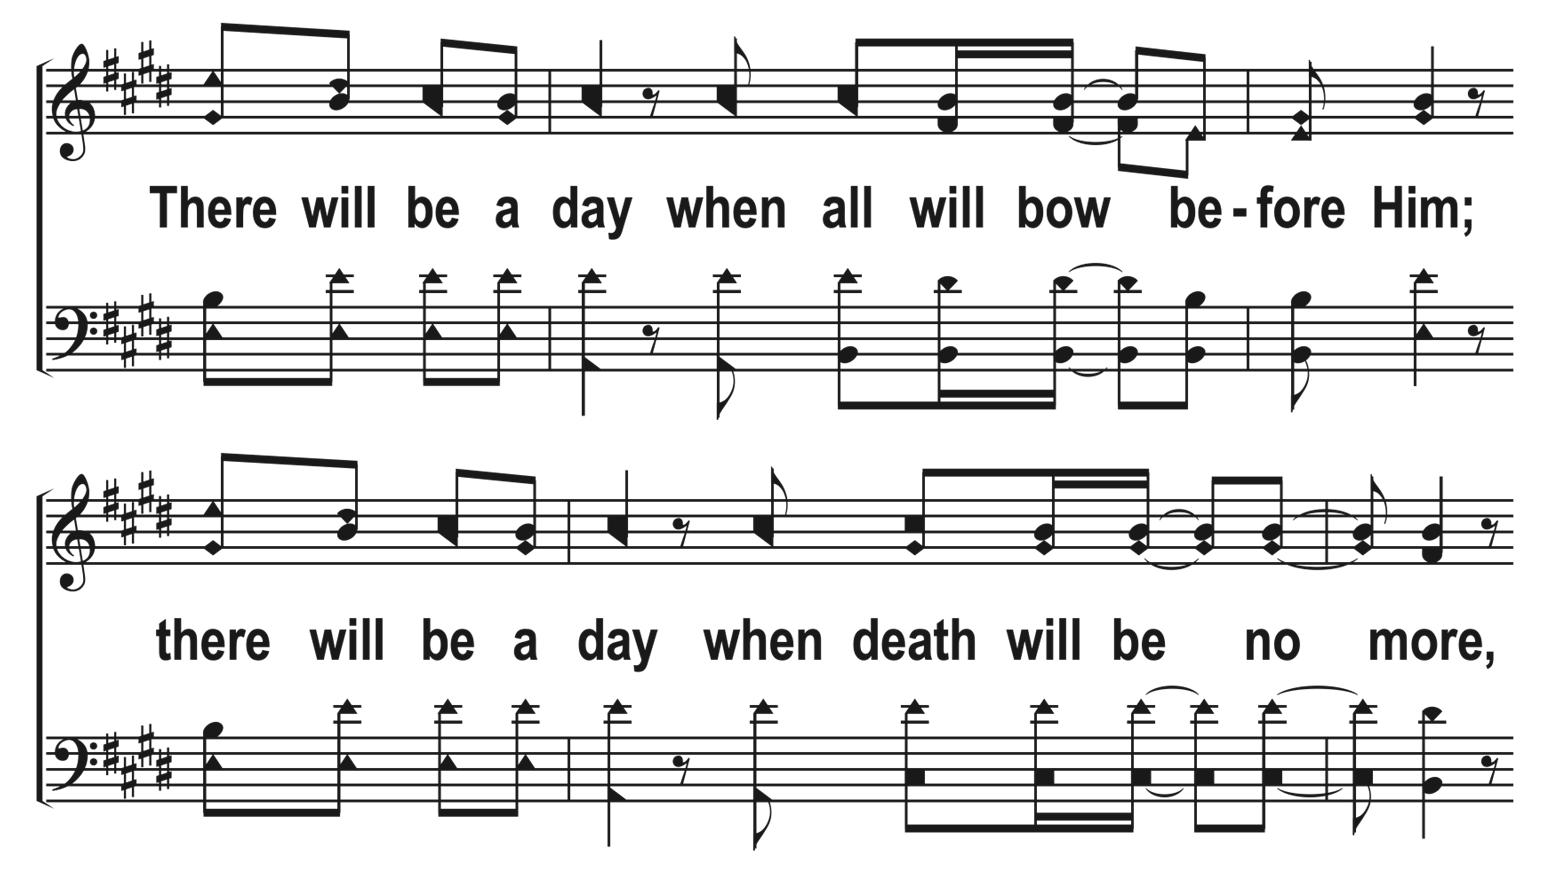 There will be a day when all will bow be-fore Him;
there will be a day when death will be no more,